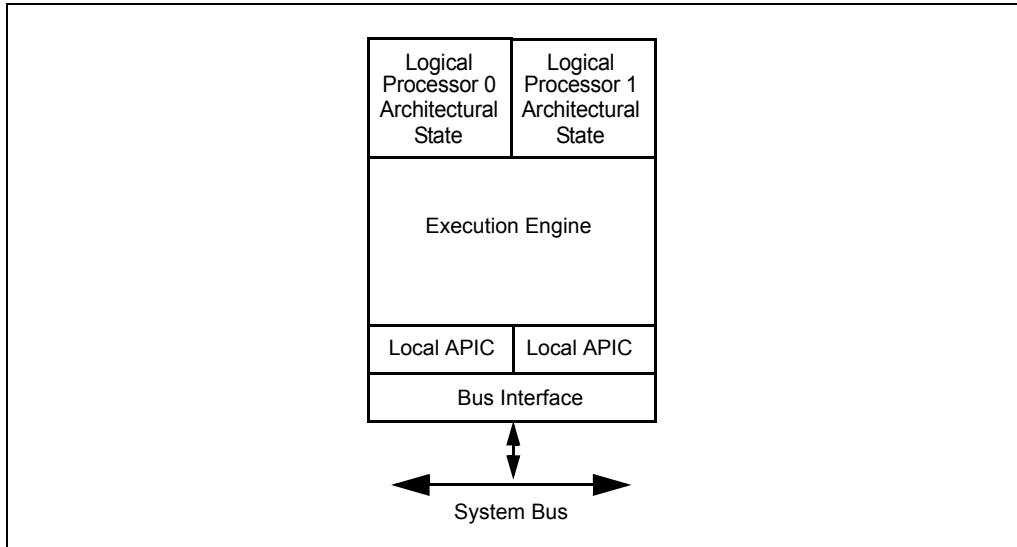 Logical
Processor 0
Architectural
State
Logical
Processor 1
Architectural
State
Execution Engine
Local APIC
Local APIC
Bus Interface
System Bus